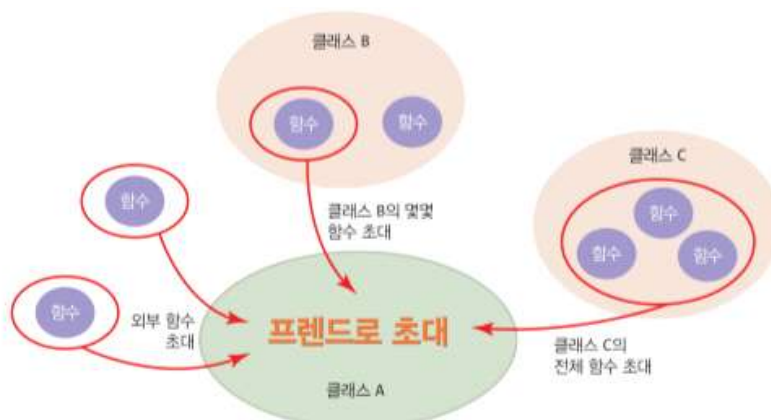 클래스 B
함수
함수
클래스 C
함수
함수
함수
클래스 B의 몇몇
함수 초대
함수
함수
외부 함수
초대
프렌드로 초대
클래스 A
클래스 C의
전체 함수 초대